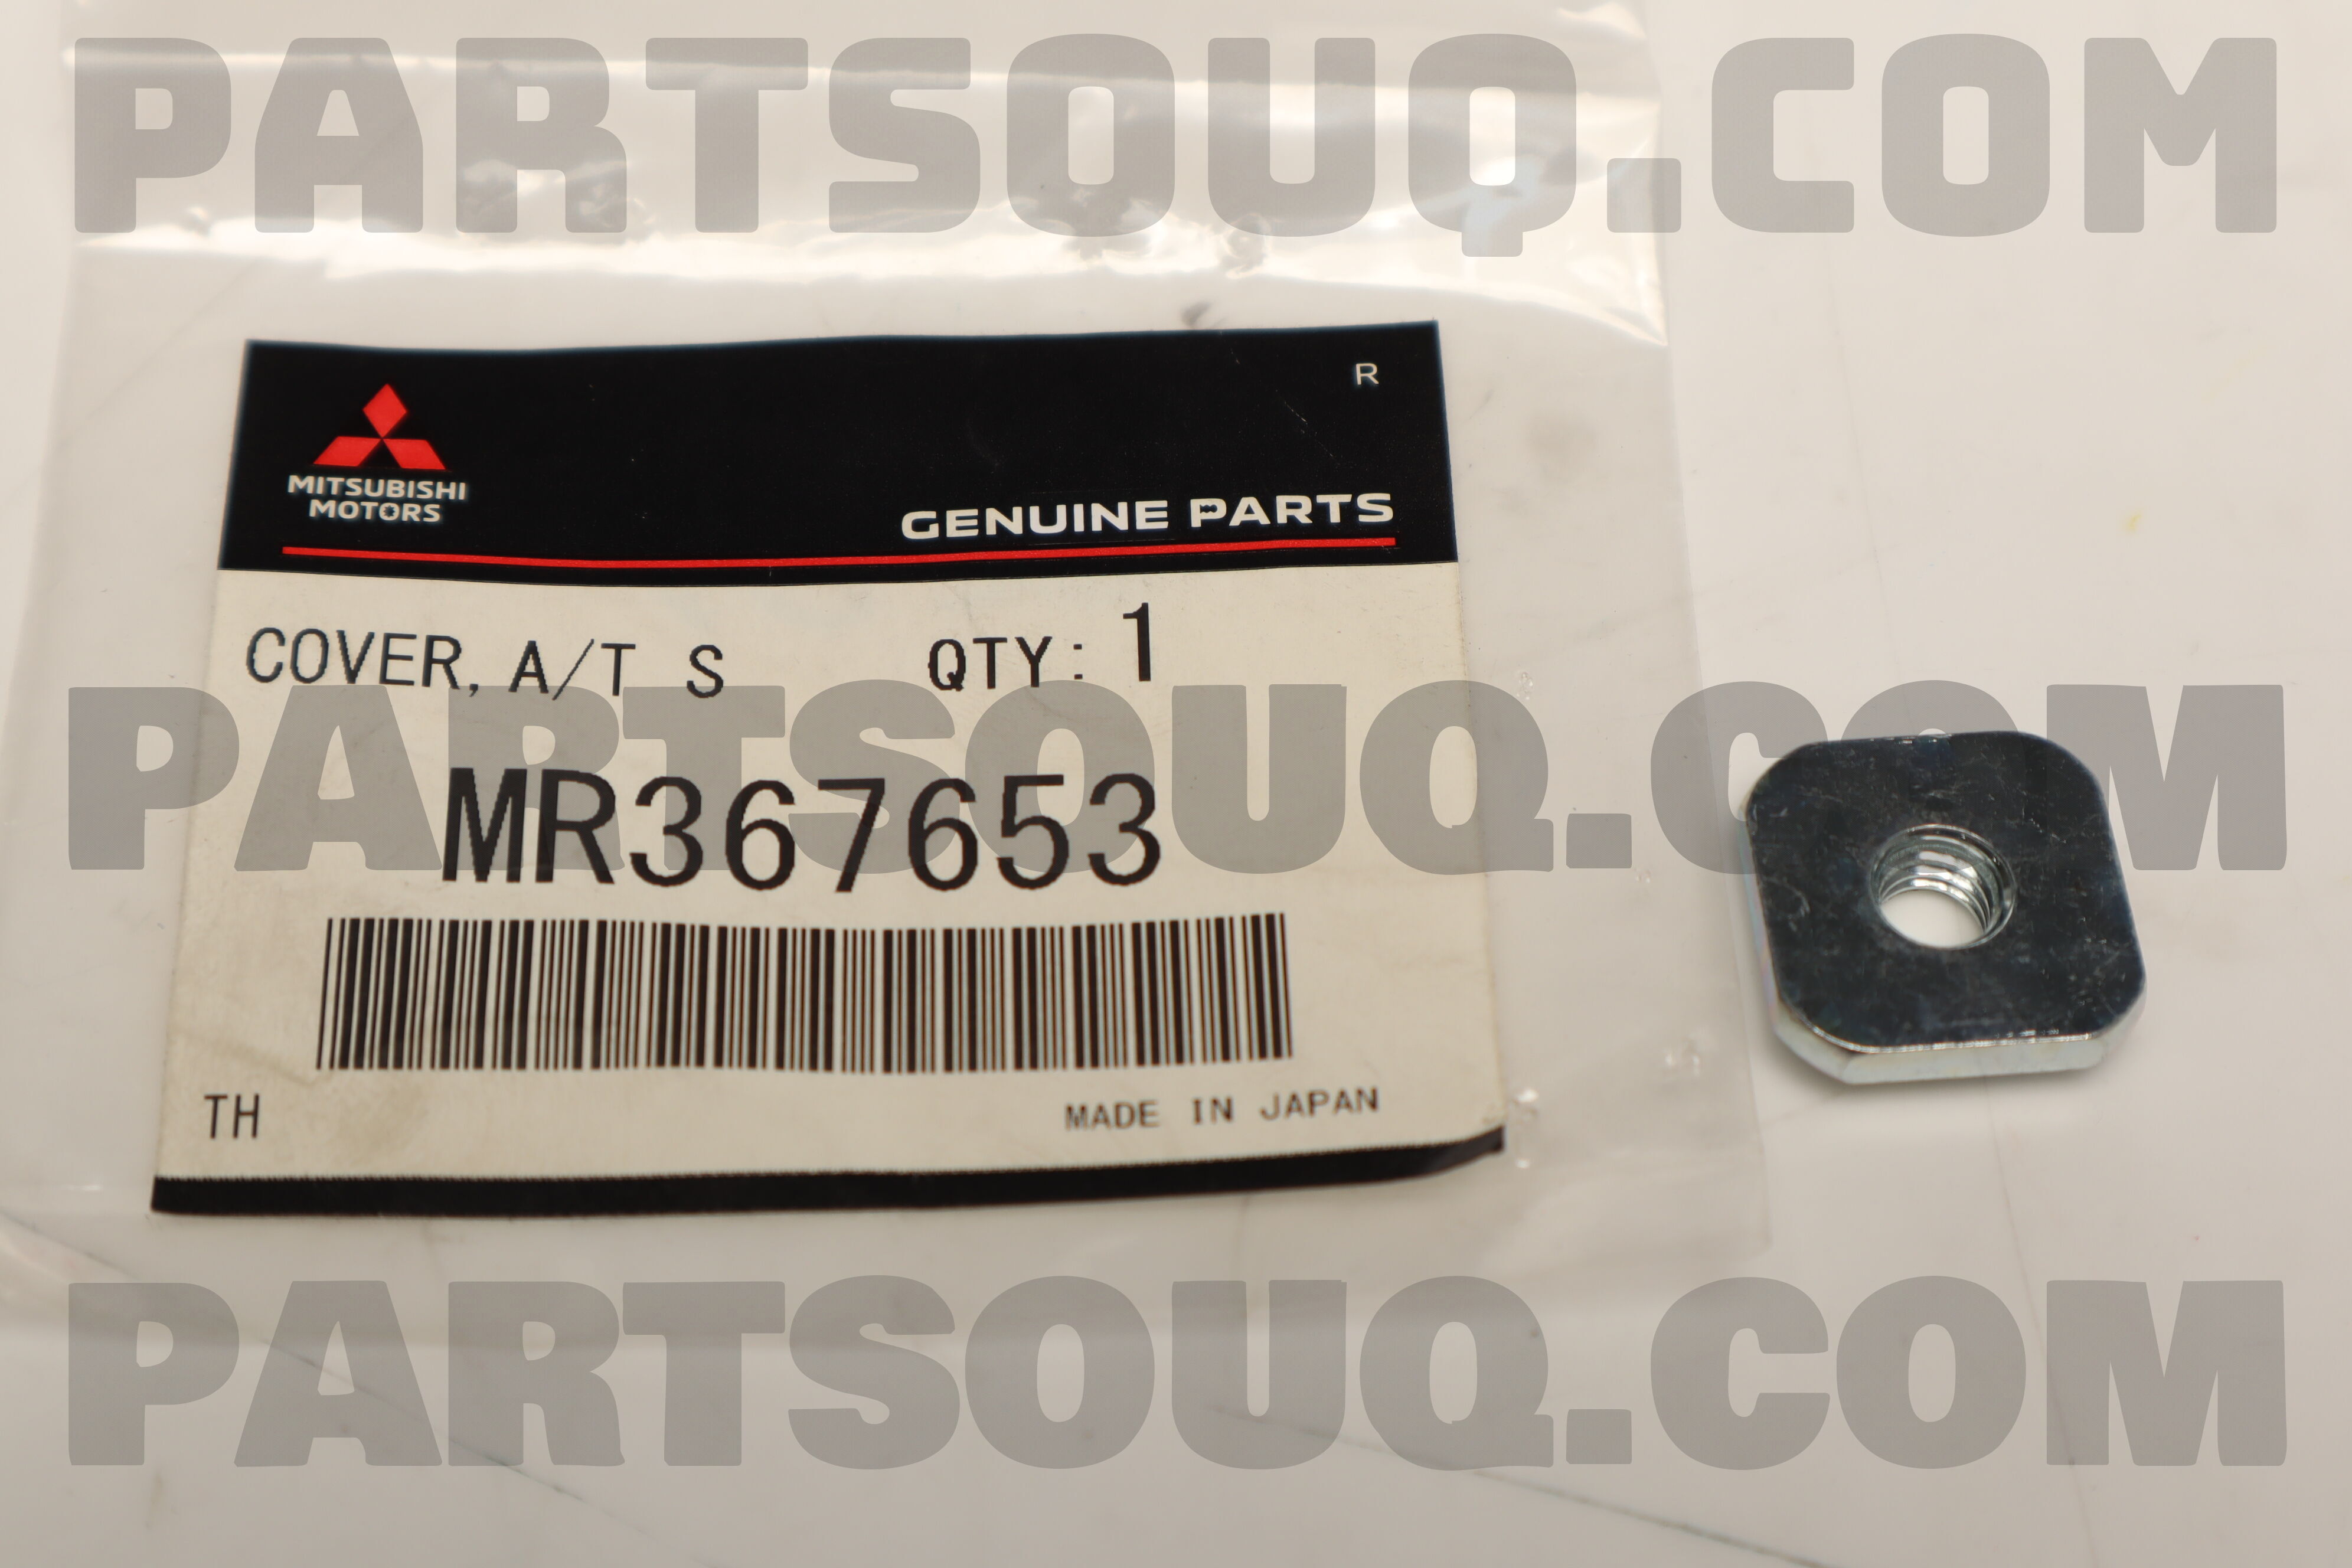 PARTSOUQ.COM
R
MITSUBISHI
MOTORS
GENUINE PARTS
COVER, A/T S QTY: 1
PARTSOUQ.COM
MR367653
TH
MADE IN JAPAN
PARTSOUQ.COM